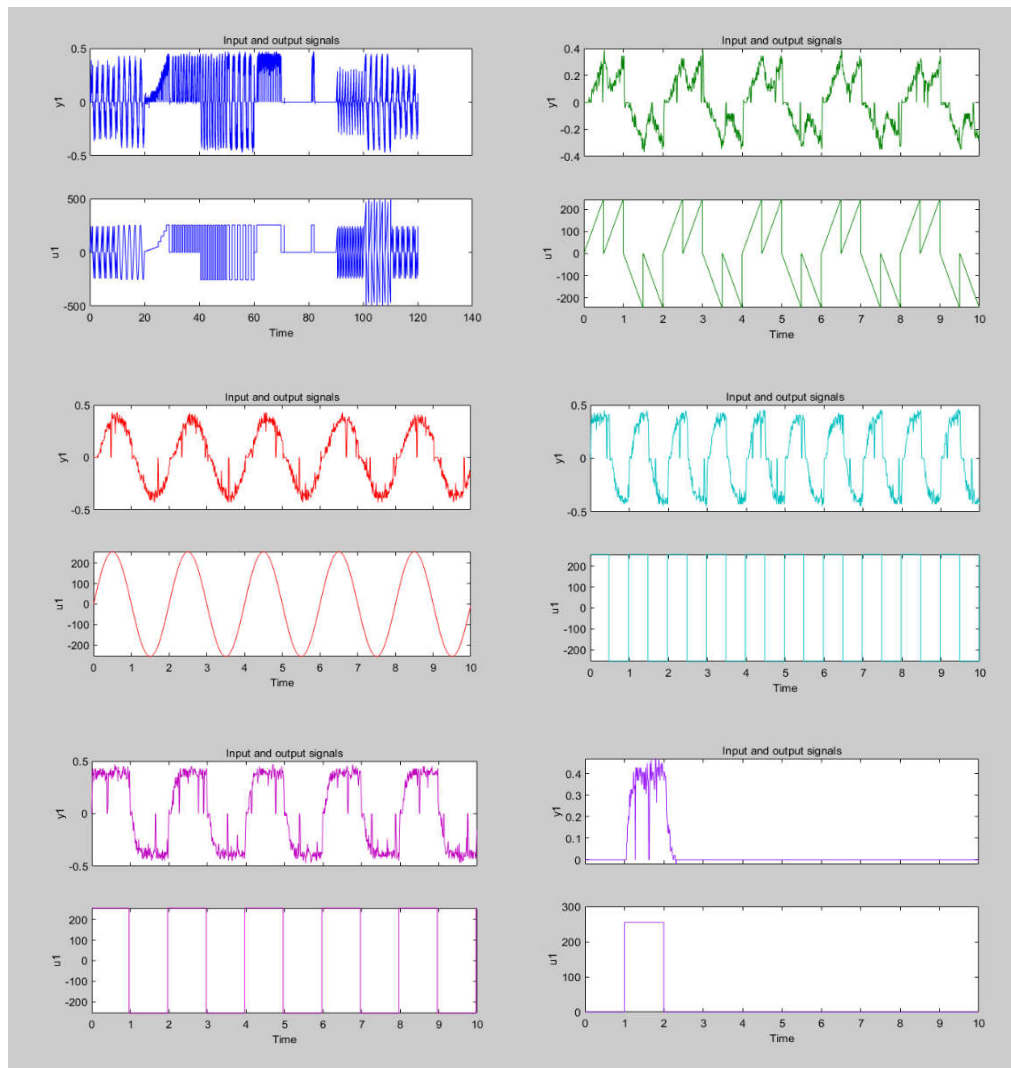 Input and output signals
0.5
0
-0.5
y1
500
0
-500
u1
0 20 40 60 80 100 120 140
Time
Input and output signals
0.4
0.2
0
-0.2
-0.4
y1
200
100
0
-100
-200
u1
0 1 2 3 4 5 6 7 8 9 10
Time
Input and output signals
0.5
0
-0.5
y1
200
100
0
-100
-200
u1
0 1 2 3 4 5 6 7 8 9 10
Time
Input and output signals
0.5
0
-0.5
y1
200
100
0
-100
-200
u1
0 1 2 3 4 5 6 7 8 9 10
Time
Input and output signals
0.5
0
-0.5
y1
200
100
0
-100
-200
u1
0 1 2 3 4 5 6 7 8 9 10
Time
Input and output signals
0.4
0.3
0.2
0.1
0
y1
300
200
100
0
u1
0 1 2 3 4 5 6 7 8 9 10
Time